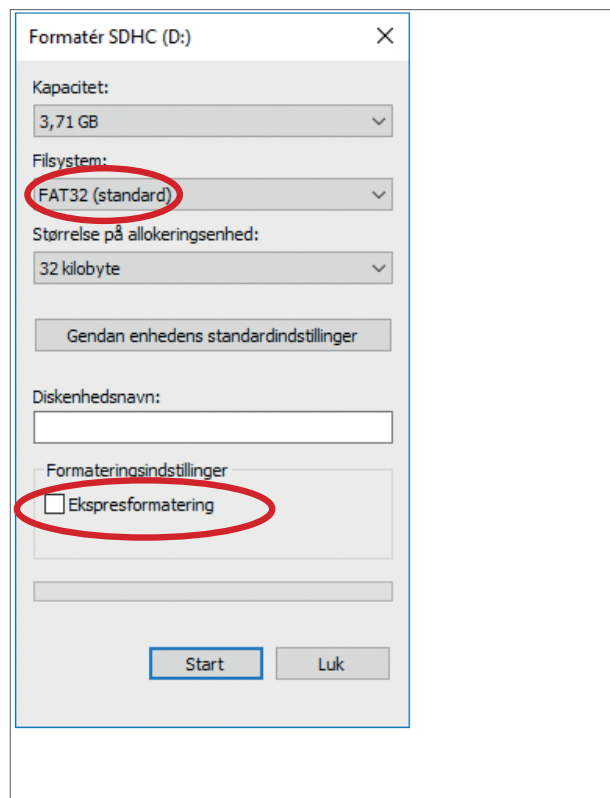 Formatér SDHC (D:)
Kapacitet:
3,71 GB
Filsystem:
FAT32 (standard)
Størrelse på allokeringsenhed:
32 kilobyte
Gendan enhedens standardindstillinger
Diskenhedsnavn:
Formateringsindstillinger
Ekspresformatering
Start
Luk